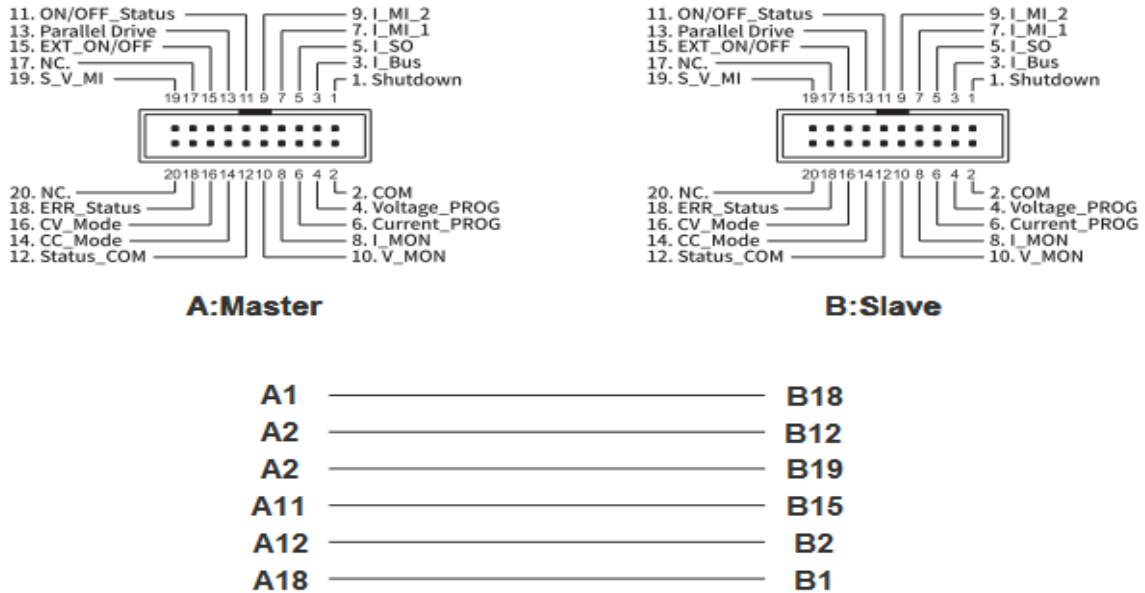 11. ON/OFF_Status
13. Parallel Drive
15. EXT_ON/OFF
17. NC.
19. S_V_MI
9. I_MI_2
7. I_MI_1
5. I_SO
3. I_Bus
1. Shutdown
19 17 15 13 11 9 7 5 3 1
20 18 16 14 12 10 8 6 4 2
20. NC.
18. ERR_Status
16. CV_Mode
14. CC_Mode
12. Status_COM
2. COM
4. Voltage_PROG
6. Current_PROG
8. I_MON
10. V_MON
A:Master
11. ON/OFF_Status
13. Parallel Drive
15. EXT_ON/OFF
17. NC.
19. S_V_MI
9. I_MI_2
7. I_MI_1
5. I_SO
3. I_Bus
1. Shutdown
19 17 15 13 11 9 7 5 3 1
20 18 16 14 12 10 8 6 4 2
20. NC.
18. ERR_Status
16. CV_Mode
14. CC_Mode
12. Status_COM
2. COM
4. Voltage_PROG
6. Current_PROG
8. I_MON
10. V_MON
B:Slave
A1 B18
A2 B12
A2 B19
A11 B15
A12 B2
A18 B1